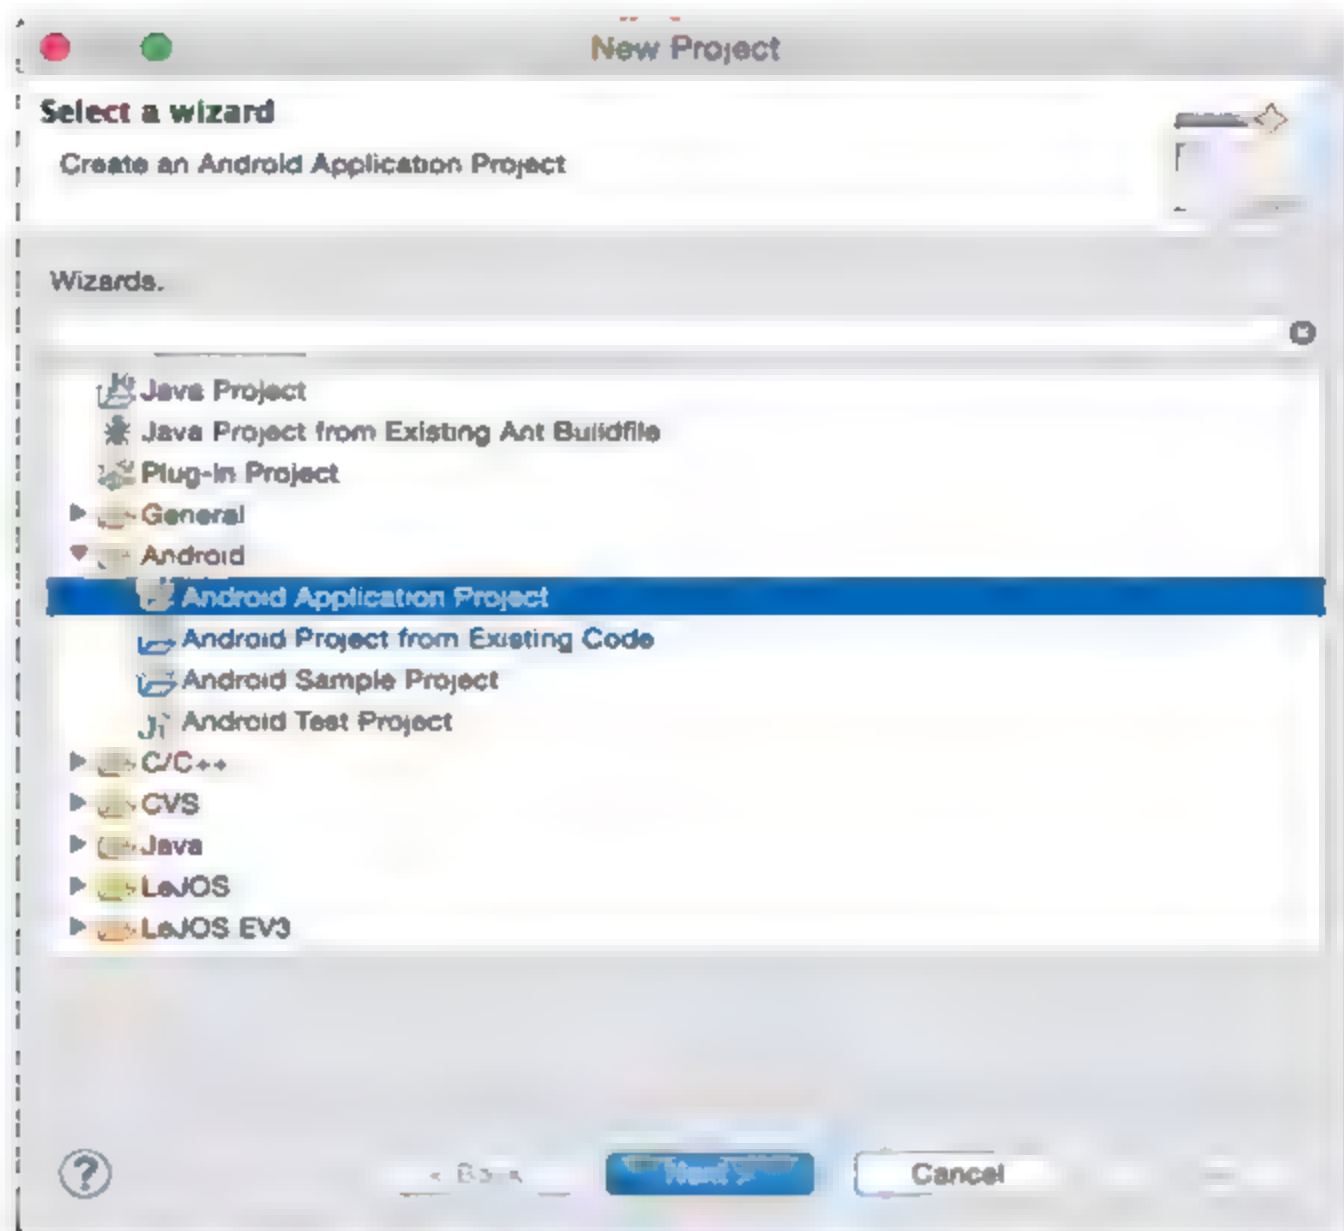 New Project
Select a wizard
Create an Android Application Project
Wizards.
Java Project
Java Project from Existing Ant Buildfile
Plug-in Project
General
Android
Android Application Project
Android Project from Existing Code
Android Sample Project
Android Test Project
C/C++
CVS
Java
LeJOS
LeJOS EV3
? < Back Next > Cancel